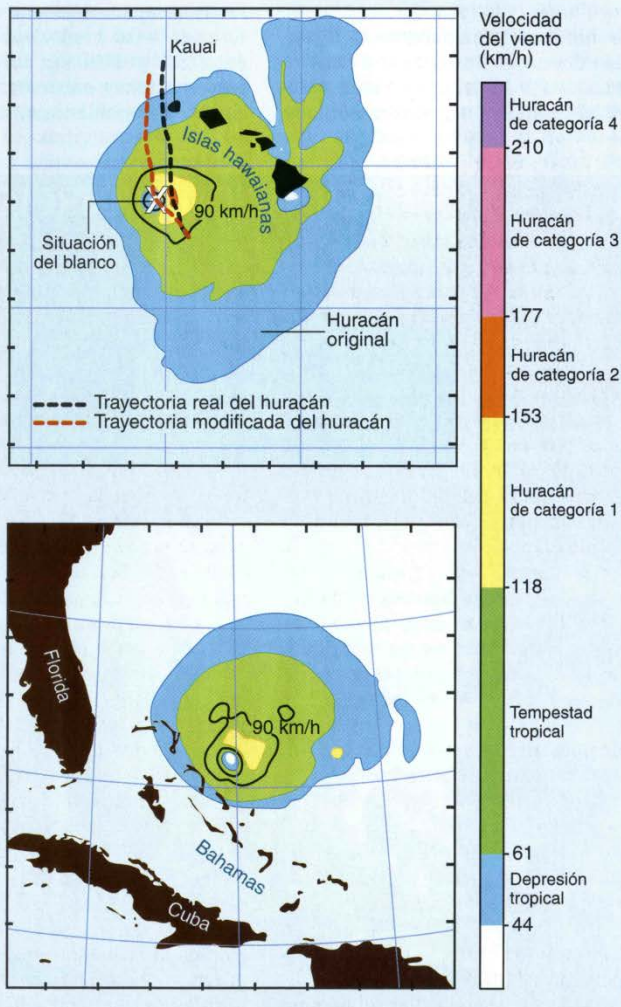 Kauai
Islas hawaianas
90 km/h
Situación
del blanco
Huracán
original
Trayectoria real del huracán
Trayectoria modificada del huracán
Florida
90 km/h
Bahamas
Cuba
Velocidad
del viento
(km/h)
Huracán
de categoría 4
210
Huracán
de categoría 3
177
Huracán
de categoría 2
153
Huracán
de categoría 1
118
Tempestad
tropical
61
Depresión
tropical
44